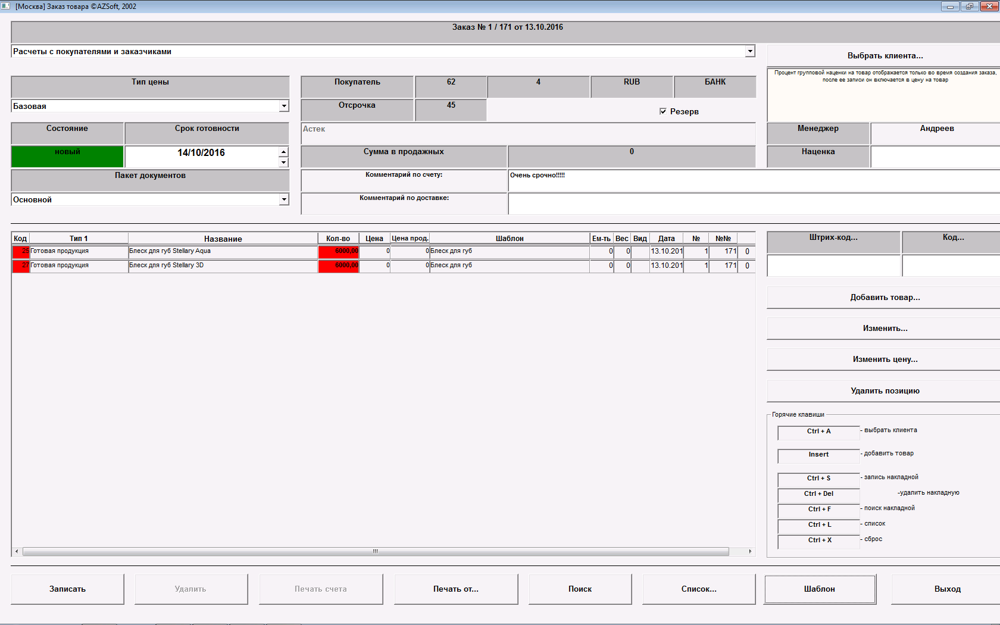 [Москва] Заказ товара ©AZSoft, 2002
Заказ № 1 / 171 от 13.10.2016
Расчеты с покупателями и заказчиками
Выбрать клиента...
Процент групповой наценки на товар отображается только во время создания заказа,
после ее записи он включается в цену на товар
Тип цены
Покупатель 62 4 RUB БАНК
Базовая
Отсрочка 45
Резерв
Состояние Срок готовности
Астек
Менеджер Андреев
новый 14/10/2016
Сумма в продажных 0
Наценка
Пакет документов
Комментарий по счету: Очень срочно!!!!!
Основной
Комментарий по доставке:
Код Тип 1 Название Кол-во Цена Цена прод. Шаблон Ем-ть Вес Вид Дата № №№
25 Готовая продукция Блеск для губ Stellary Aqua 6000,00 0 0 Блеск для губ 0 0 13.10.201 1 171 0
27 Готовая продукция Блеск для губ Stellary 3D 6000,00 0 0 Блеск для губ 0 0 13.10.201 1 171 0
Штрих-код... Код...
Добавить товар...
Изменить...
Изменить цену...
Удалить позицию
Горячие клавиши
Ctrl + A - выбрать клиента
Insert - добавить товар
Ctrl + S - запись накладной
Ctrl + Del -удалить накладную
Ctrl + F - поиск накладной
Ctrl + L - список
Ctrl + X - сброс
Записать Удалить Печать счета Печать от... Поиск Список... Шаблон Выход